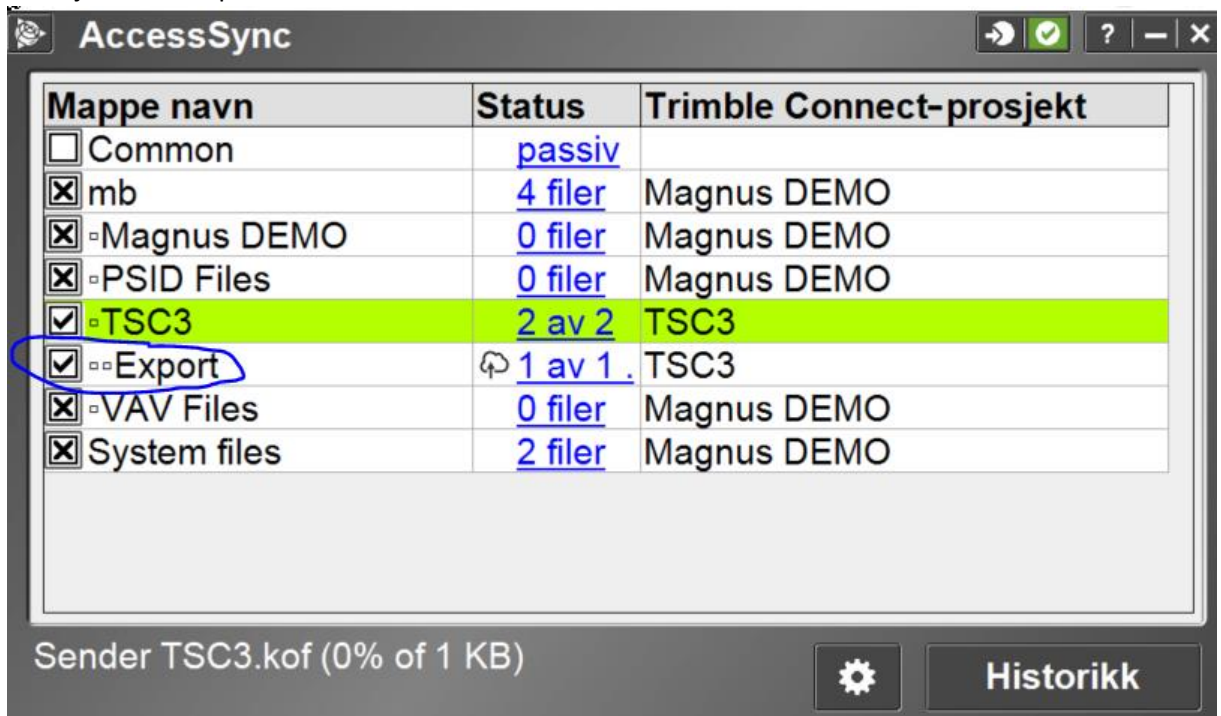 AccessSync ?
Mappe navn Status Trimble Connect-prosjekt
Common passiv
mb 4 filer Magnus DEMO
Magnus DEMO 0 filer Magnus DEMO
PSID Files 0 filer Magnus DEMO
TSC3 2 av 2 TSC3
Export 1 av 1 . TSC3
VAV Files 0 filer Magnus DEMO
System files 2 filer Magnus DEMO
Sender TSC3.kof (0% of 1 KB) Historikk